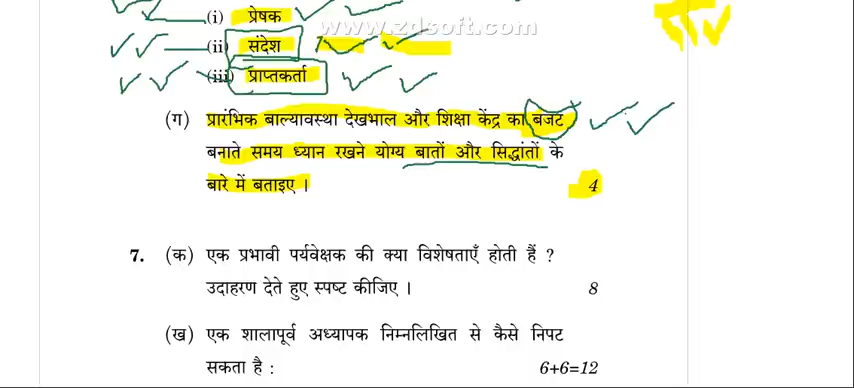 (i) प्रेषक
www.zdsoft.com
(ii) संदेश
(iii) प्राप्तकर्ता
(ग) प्रारंभिक बाल्यावस्था देखभाल और शिक्षा केंद्र का बजट
बनाते समय ध्यान रखने योग्य बातों और सिद्धांतों के
बारे में बताइए । 4
7. (क) एक प्रभावी पर्यवेक्षक की क्या विशेषताएँ होती हैं ?
उदाहरण देते हुए स्पष्ट कीजिए । 8
(ख) एक शालापूर्व अध्यापक निम्नलिखित से कैसे निपट
सकता है : 6+6=12